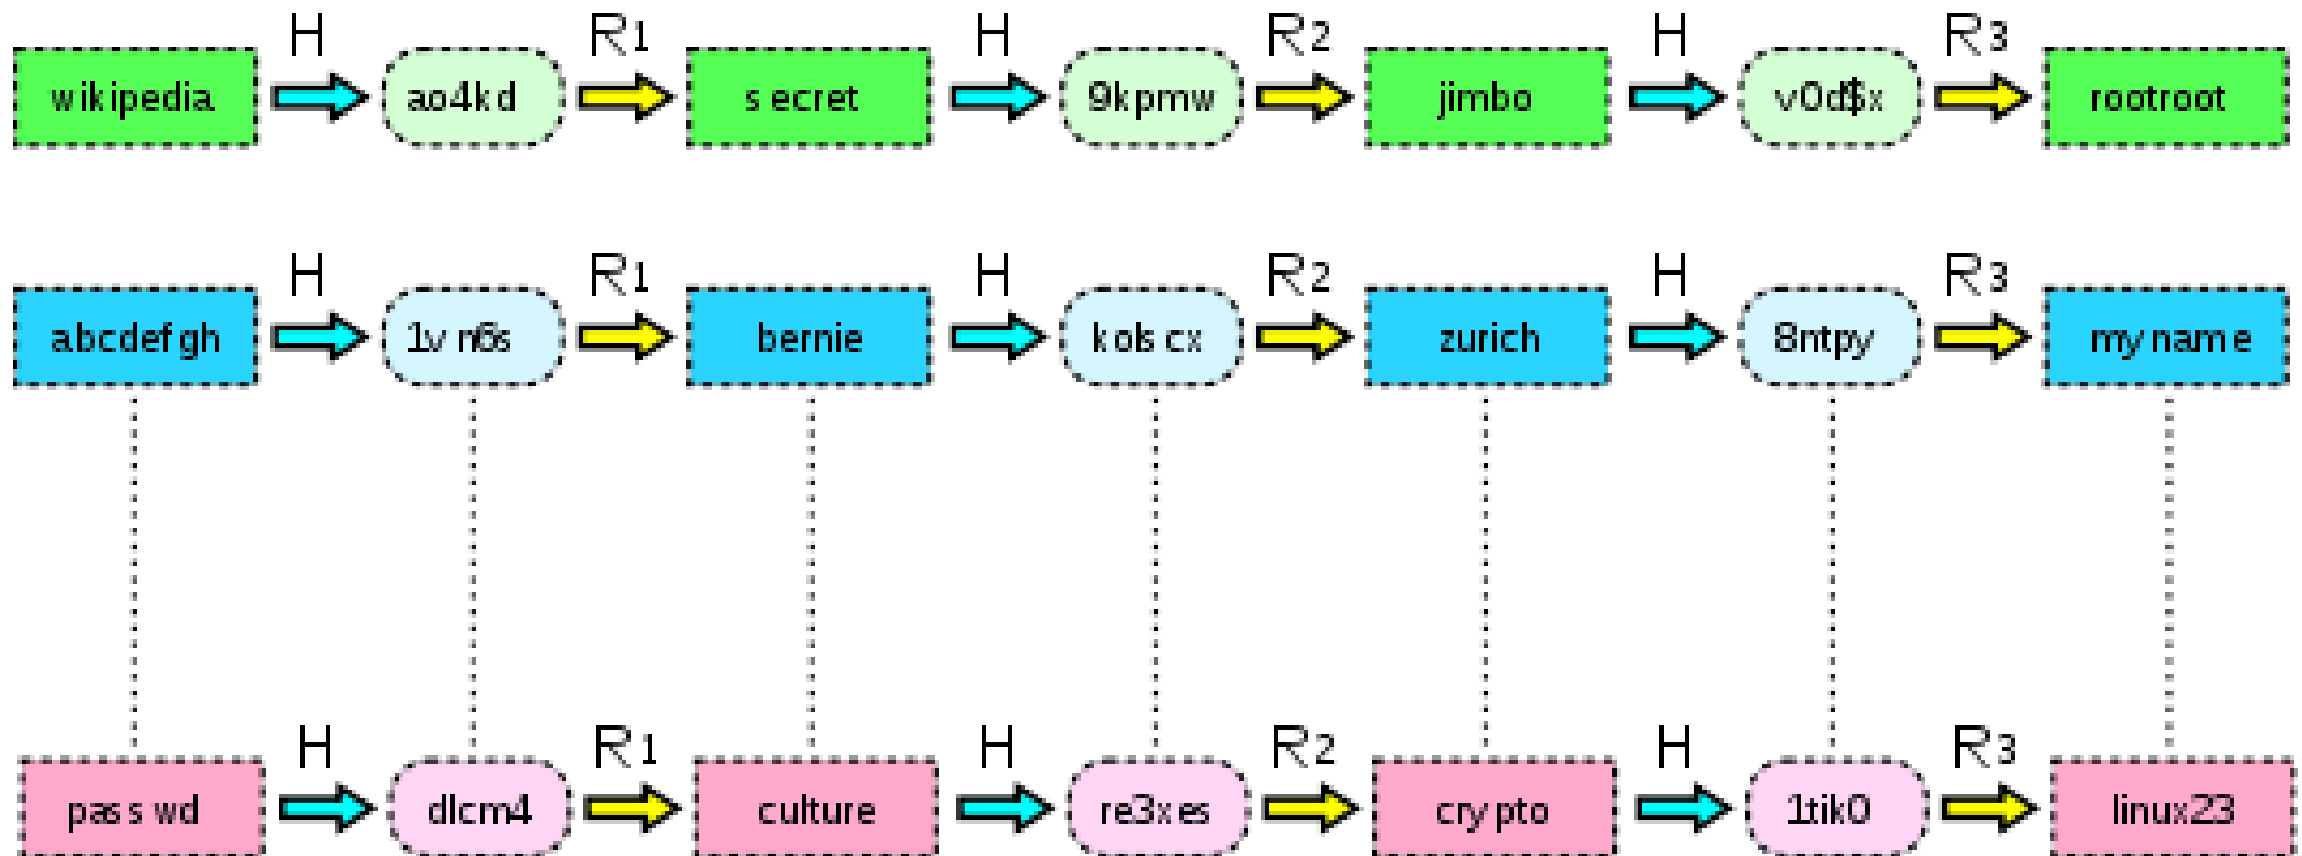 H R1 H R2 H R3
wikipedia ao4kd secret 9kpmw jimbo v0d$x rootroot
H R1 H R2 H R3
abcdefgh 1vn6s bernie kolscx zurich 8ntpy myname
H R1 H R2 H R3
passwd dlcm4 culture re3xes crypto 1tik0 linux23